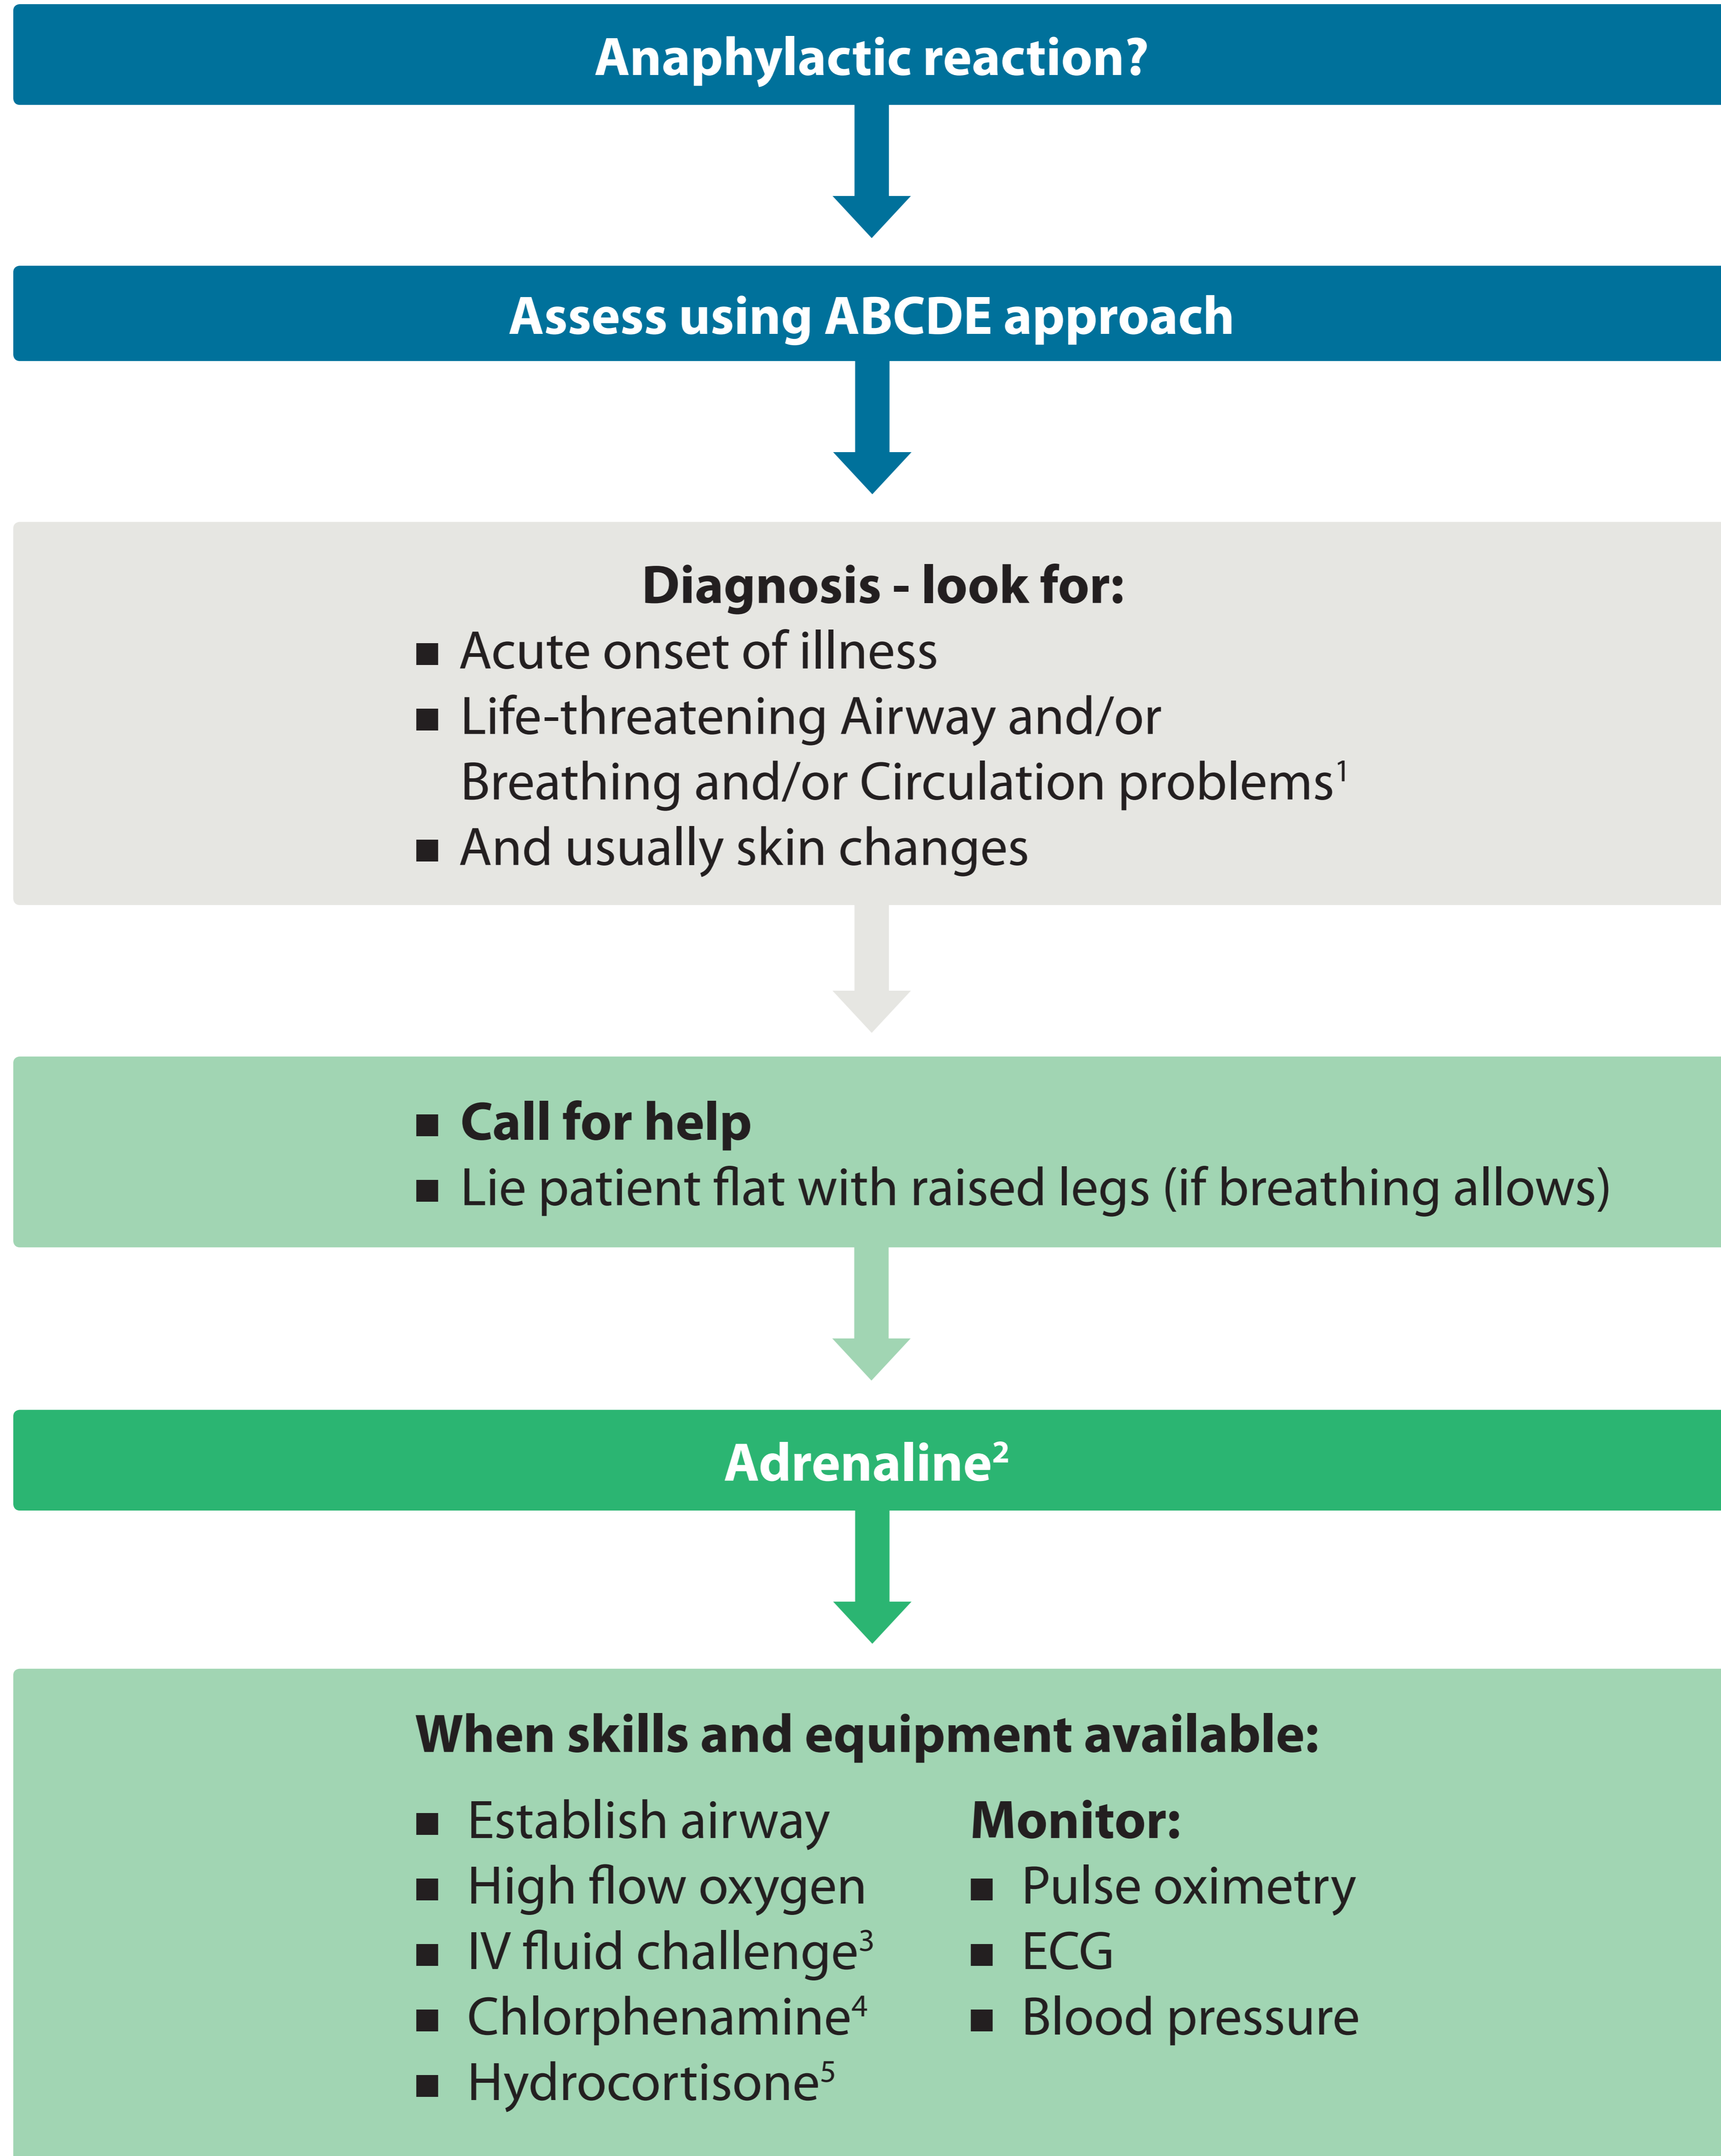 Anaphylactic reaction?
Assess using ABCDE approach
Diagnosis - look for:
■ Acute onset of illness
■ Life-threatening Airway and/or
Breathing and/or Circulation problems¹
■ And usually skin changes
■ Call for help
■ Lie patient flat with raised legs (if breathing allows)
Adrenaline²
When skills and equipment available:
■ Establish airway
■ High flow oxygen
■ IV fluid challenge³
■ Chlorphenamine⁴
■ Hydrocortisone⁵
Monitor:
■ Pulse oximetry
■ ECG
■ Blood pressure